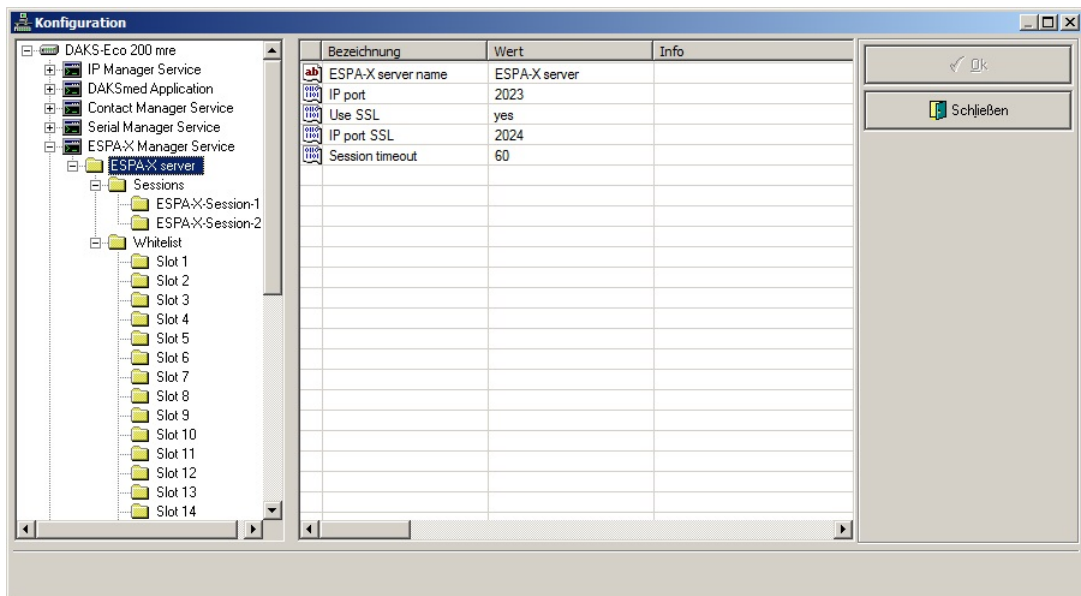 Konfiguration
DAKS-Eco 200 mre
IP Manager Service
DAKSmed Application
Contact Manager Service
Serial Manager Service
ESPA-X Manager Service
ESPA-X server
Sessions
ESPA-X-Session-1
ESPA-X-Session-2
Whitelist
Slot 1
Slot 2
Slot 3
Slot 4
Slot 5
Slot 6
Slot 7
Slot 8
Slot 9
Slot 10
Slot 11
Slot 12
Slot 13
Slot 14
Bezeichnung Wert Info
ESPA-X server name ESPA-X server
IP port 2023
Use SSL yes
IP port SSL 2024
Session timeout 60
Ok
Schließen